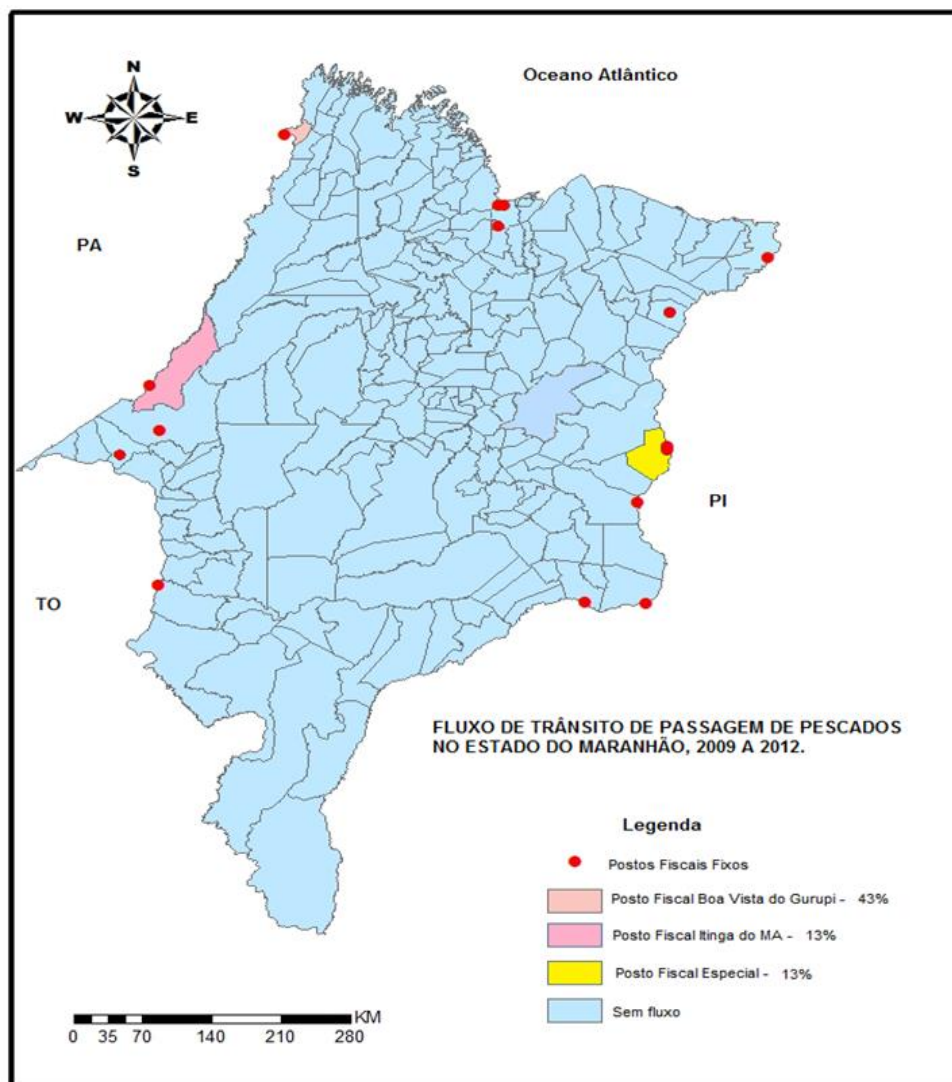 N
W E
S
Oceano Atlântico
PA
PI
TO
FLUXO DE TRÂNSITO DE PASSAGEM DE PESCADOS
NO ESTADO DO MARANHÃO, 2009 A 2012.
Legenda
Postos Fiscais Fixos
Posto Fiscal Boa Vista do Gurupi - 43%
Posto Fiscal Itinga do MA - 13%
Posto Fiscal Especial - 13%
Sem fluxo
KM
0 35 70 140 210 280